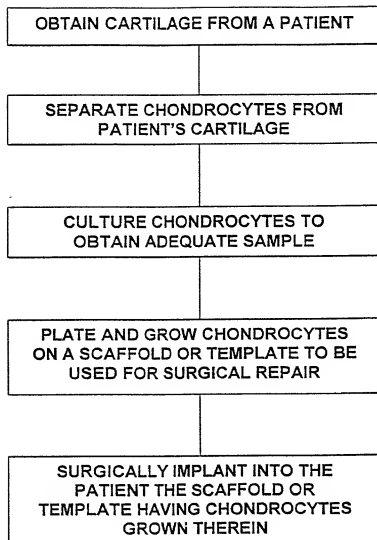 OBTAIN CARTILAGE FROM A PATIENT
SEPARATE CHONDROCYTES FROM
PATIENT'S CARTILAGE
CULTURE CHONDROCYTES TO
OBTAIN ADEQUATE SAMPLE
PLATE AND GROW CHONDROCYTES
ON A SCAFFOLD OR TEMPLATE TO BE
USED FOR SURGICAL REPAIR
SURGICALLY IMPLANT INTO THE
PATIENT THE SCAFFOLD OR
TEMPLATE HAVING CHONDROCYTES
GROWN THEREIN